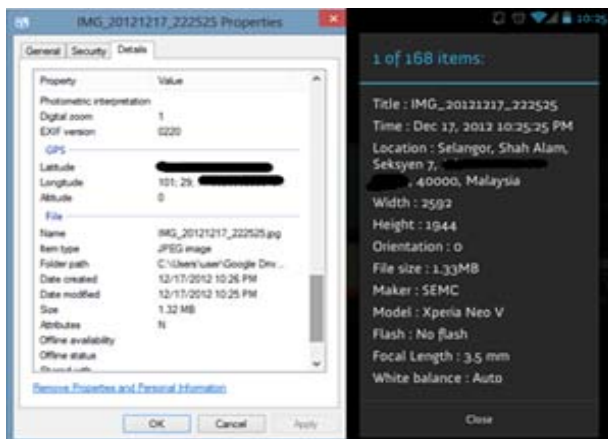 IMG_20121217_222525 Properties
General Security Details
Property Value
Photometric interpretation
Digital zoom 1
EXIF version 0220
GPS
Latitude
Longitude 101; 29;
Altitude 0
File
Name IMG_20121217_222525.jpg
Item type JPEG image
Folder path C:\Users\user\Google Driv...
Date created 12/17/2012 10:26 PM
Date modified 12/17/2012 10:25 PM
Size 1.32 MB
Attributes N
Offline availability
Offline status
Remove Properties and Personal Information
OK Cancel Apply
10:25
1 of 168 items:
Title : IMG_20121217_222525
Time : Dec 17, 2012 10:25:25 PM
Location : Selangor, Shah Alam,
Seksyen 7,
, 40000, Malaysia
Width : 2592
Height : 1944
Orientation : 0
File size : 1.33MB
Maker : SEMC
Model : Xperia Neo V
Flash : No flash
Focal Length : 3.5 mm
White balance : Auto
Close